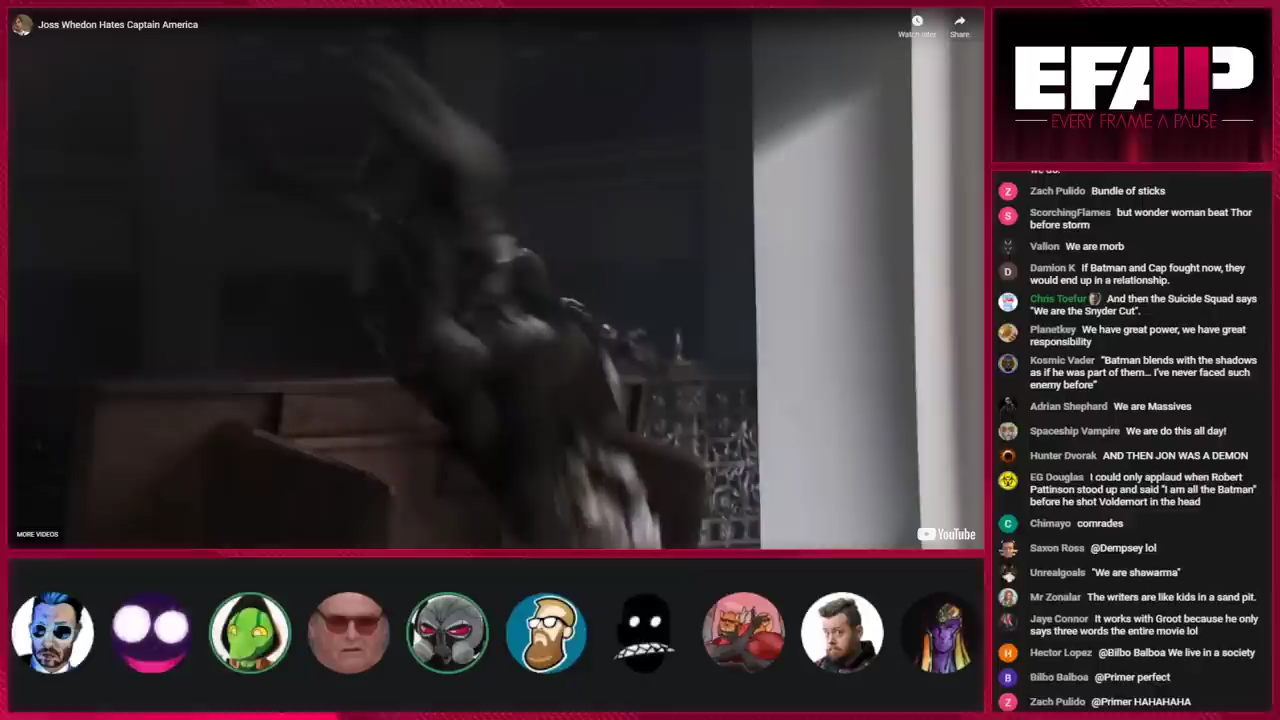 Joss Whedon Hates Captain America
Watch later
Share
MORE VIDEOS
YouTube
EFAP
EVERY FRAME A PAUSE
we do.
Zach Pulido Bundle of sticks
ScorchingFlames but wonder woman beat Thor
before storm
Valion We are morb
Damion K If Batman and Cap fought now, they
would end up in a relationship.
Chris Toefur And then the Suicide Squad says
"We are the Snyder Cut".
Planetkey We have great power, we have great
responsibility
Kosmic Vader "Batman blends with the shadows
as if he was part of them... I've never faced such
enemy before"
Adrian Shephard We are Massives
Spaceship Vampire We are do this all day!
Hunter Dvorak AND THEN JON WAS A DEMON
EG Douglas I could only applaud when Robert
Pattinson stood up and said "I am all the Batman"
before he shot Voldemort in the head
Chimayo comrades
Saxon Ross @Dempsey lol
Unrealgoals "We are shawarma"
Mr Zonalar The writers are like kids in a sand pit.
Jaye Connor It works with Groot because he only
says three words the entire movie lol
Hector Lopez @Bilbo Balboa We live in a society
Bilbo Balboa @Primer perfect
Zach Pulido @Primer HAHAHAHA